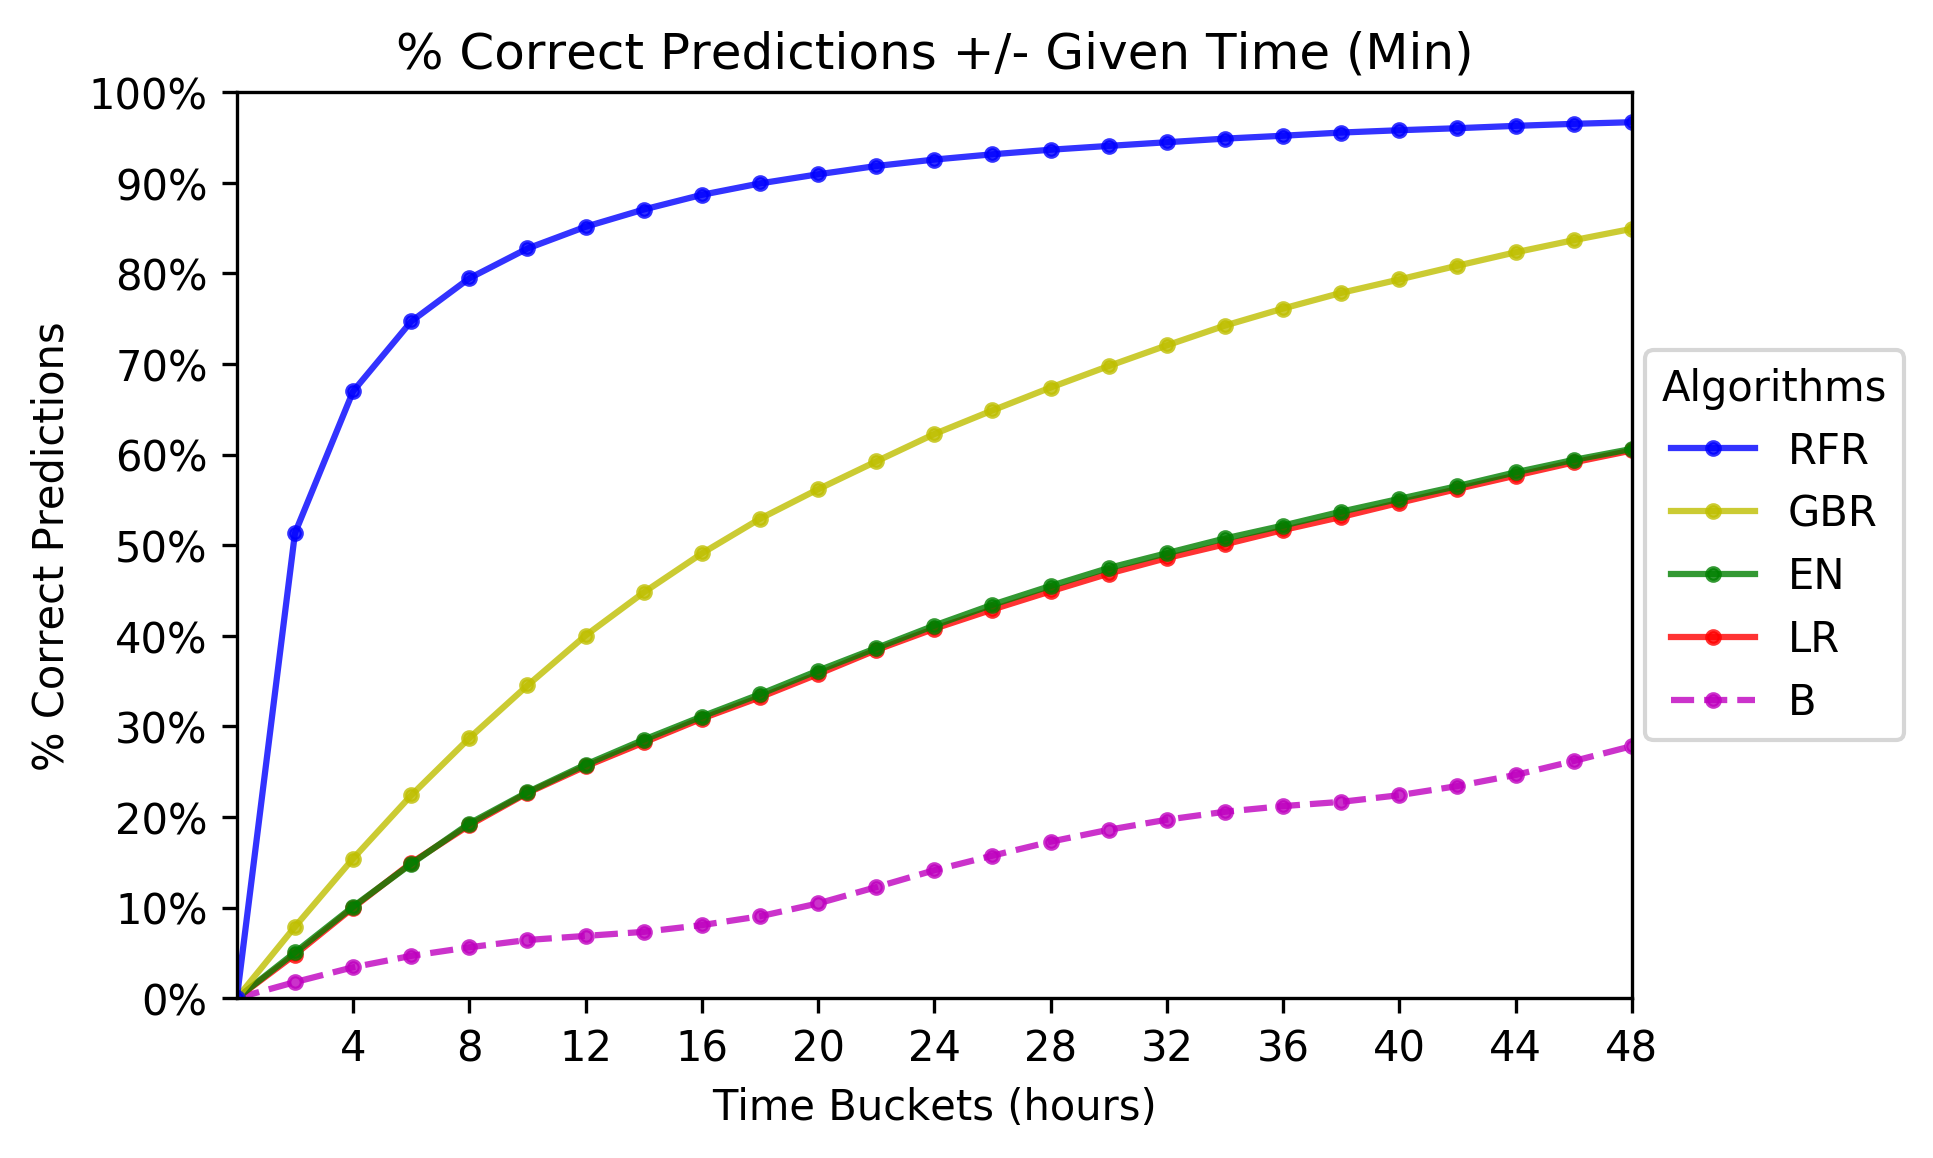 % Correct Predictions +/- Given Time (Min)
100%
90%
80%
70%
60%
50%
40%
30%
20%
10%
0%
% Correct Predictions
4 8 12 16 20 24 28 32 36 40 44 48
Time Buckets (hours)
Algorithms
RFR
GBR
EN
LR
B